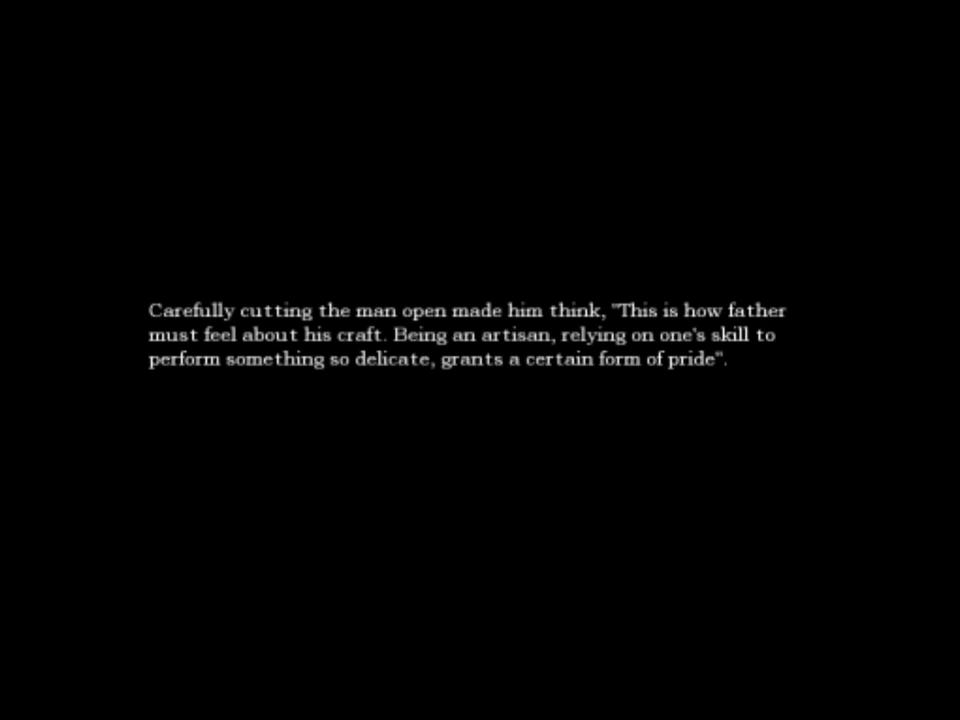 Carefully cutting the man open made him think, "This is how father
must feel about his craft. Being an artisan, relying on one's skill to
perform something so delicate, grants a certain form of pride".